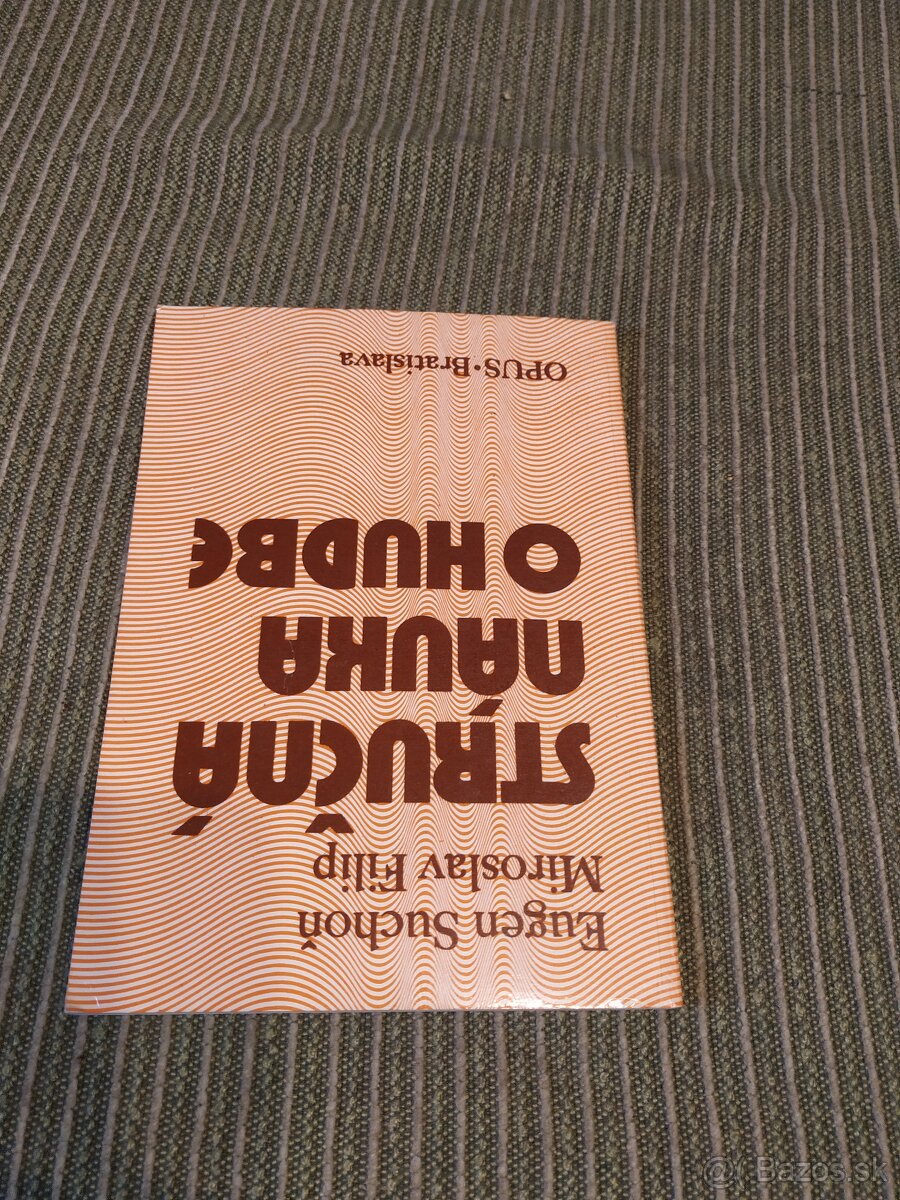 Eugen Suchoň
Miroslav Filip
STRUČNÁ
NÁUKA
O HUDBE
OPUS·Bratislava
@ Bazos.sk